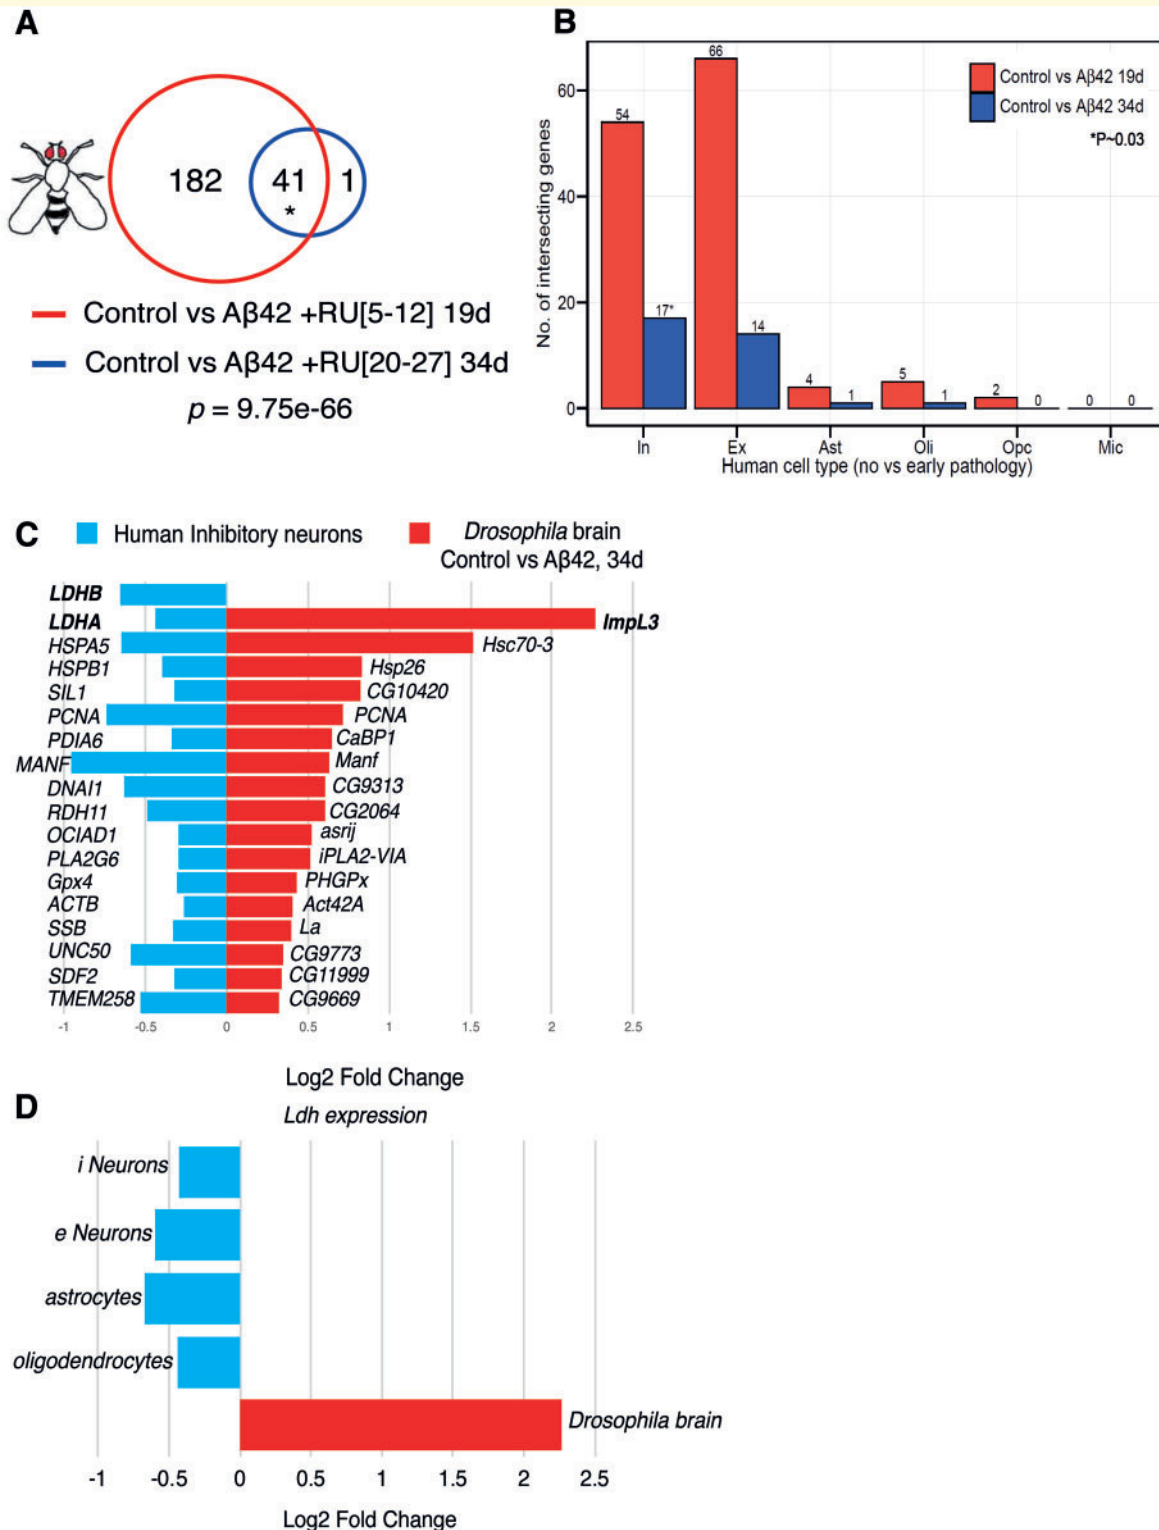 A
182
41
1
*
Control vs Aβ42 +RU[5-12] 19d
Control vs Aβ42 +RU[20-27] 34d
p = 9.75e-66
B
No. of intersecting genes
60
40
20
0
54
17*
66
14
4
1
5
1
2
0
0
0
Control vs Aβ42 19d
Control vs Aβ42 34d
*P~0.03
In
Ex
Ast
Oli
Opc
Mic
Human cell type (no vs early pathology)
C
Human Inhibitory neurons
Drosophila brain
Control vs Aβ42, 34d
LDHB
LDHA ImpL3
HSPA5 Hsc70-3
HSPB1 Hsp26
SIL1 CG10420
PCNA PCNA
PDIA6 CaBP1
MANF Manf
DNAI1 CG9313
RDH11 CG2064
OCIAD1 asrij
PLA2G6 iPLA2-VIA
Gpx4 PHGPx
ACTB Act42A
SSB La
UNC50 CG9773
SDF2 CG11999
TMEM258 CG9669
-1 -0.5 0 0.5 1 1.5 2 2.5
Log2 Fold Change
D
Ldh expression
i Neurons
e Neurons
astrocytes
oligodendrocytes
Drosophila brain
-1 -0.5 0 0.5 1 1.5 2 2.5
Log2 Fold Change